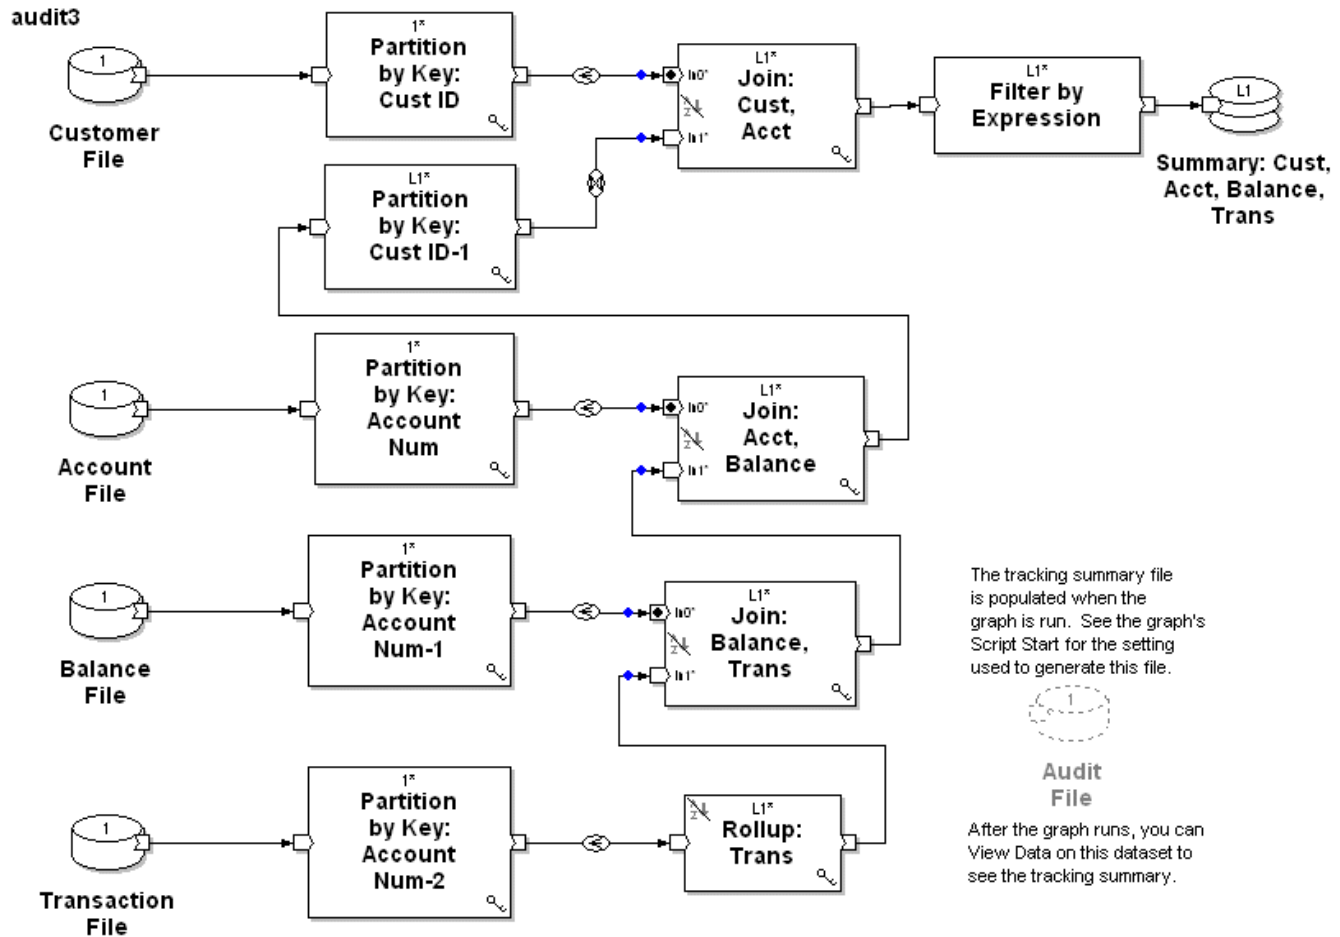 audit3
1
Customer
File
1*
Partition
by Key:
Cust ID
L1*
Join:
Cust,
Acct
In0*
In1*
L1*
Filter by
Expression
L1
Summary: Cust,
Acct, Balance,
Trans
L1*
Partition
by Key:
Cust ID-1
1
Account
File
1*
Partition
by Key:
Account
Num
L1*
Join:
Acct,
Balance
In0*
In1*
1
Balance
File
1*
Partition
by Key:
Account
Num-1
L1*
Join:
Balance,
Trans
In0*
In1*
The tracking summary file
is populated when the
graph is run. See the graph's
Script Start for the setting
used to generate this file.
1
Audit
File
After the graph runs, you can
View Data on this dataset to
see the tracking summary.
1
Transaction
File
1*
Partition
by Key:
Account
Num-2
L1*
Rollup:
Trans